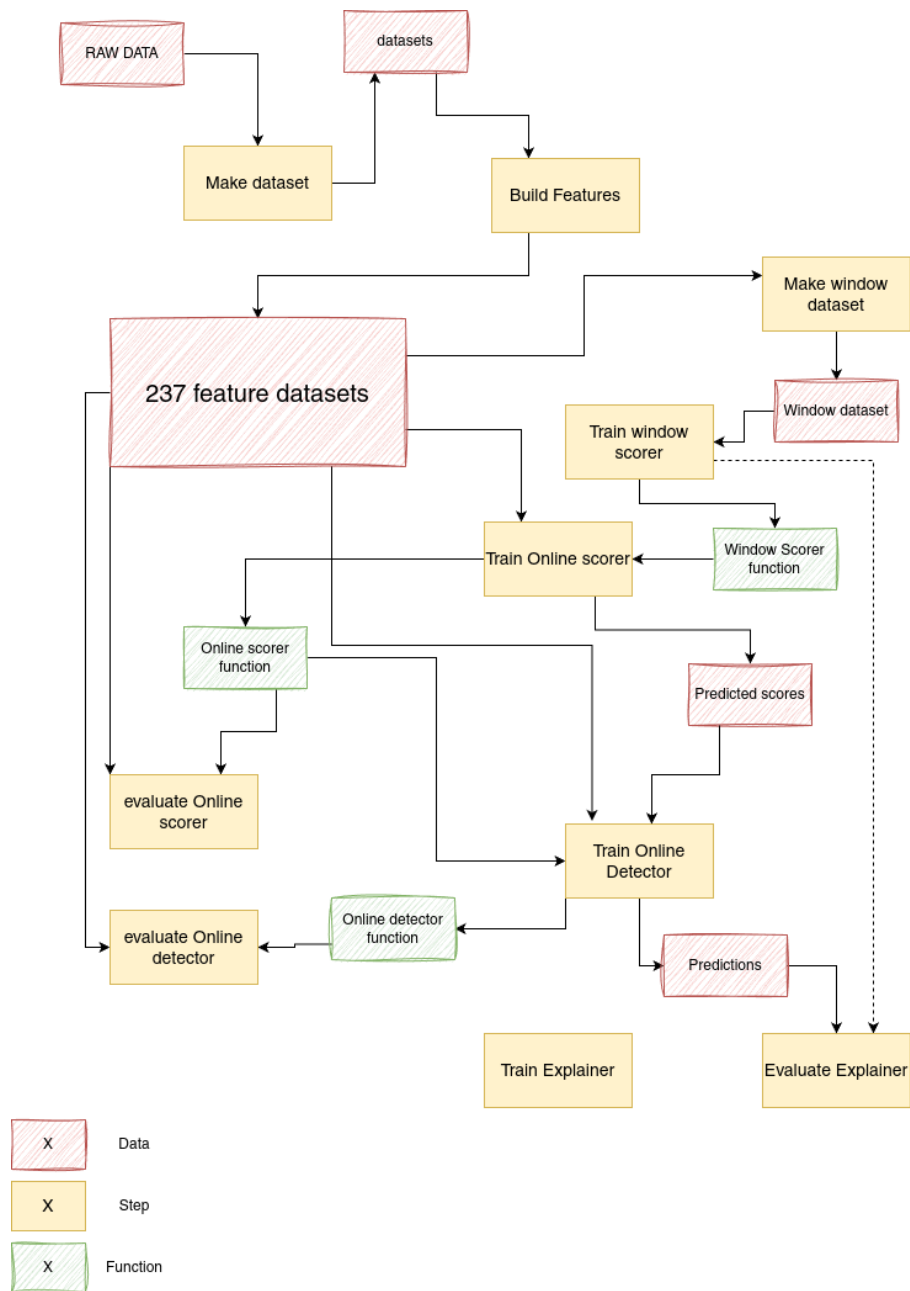 RAW DATA
datasets
Make dataset
Build Features
Make window
dataset
237 feature datasets
Window dataset
Train window
scorer
Train Online scorer
Window Scorer
function
Online scorer
function
Predicted scores
evaluate Online
scorer
Train Online
Detector
Online detector
function
evaluate Online
detector
Predictions
Train Explainer
Evaluate Explainer
X Data
X Step
X Function